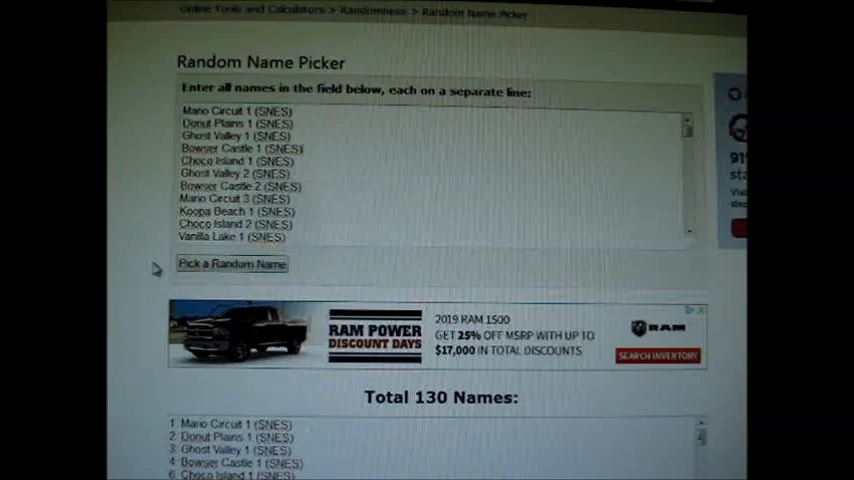 Online Tools and Calculators > Randomness > Random Name Picker
Random Name Picker
Enter all names in the field below, each on a separate line:
Mario Circuit 1 (SNES)
Donut Plains 1 (SNES)
Ghost Valley 1 (SNES)
Bowser Castle 1 (SNES)
Choco Island 1 (SNES)
Ghost Valley 2 (SNES)
Bowser Castle 2 (SNES)
Mario Circuit 3 (SNES)
Koopa Beach 1 (SNES)
Choco Island 2 (SNES)
Vanilla Lake 1 (SNES)
Pick a Random Name
RAM POWER
DISCOUNT DAYS
2019 RAM 1500
GET 25% OFF MSRP WITH UP TO
$17,000 IN TOTAL DISCOUNTS
RAM
SEARCH INVENTORY
Total 130 Names:
1: Mario Circuit 1 (SNES)
2: Donut Plains 1 (SNES)
3: Ghost Valley 1 (SNES)
4: Bowser Castle 1 (SNES)
Choco Island 1 (SNES)